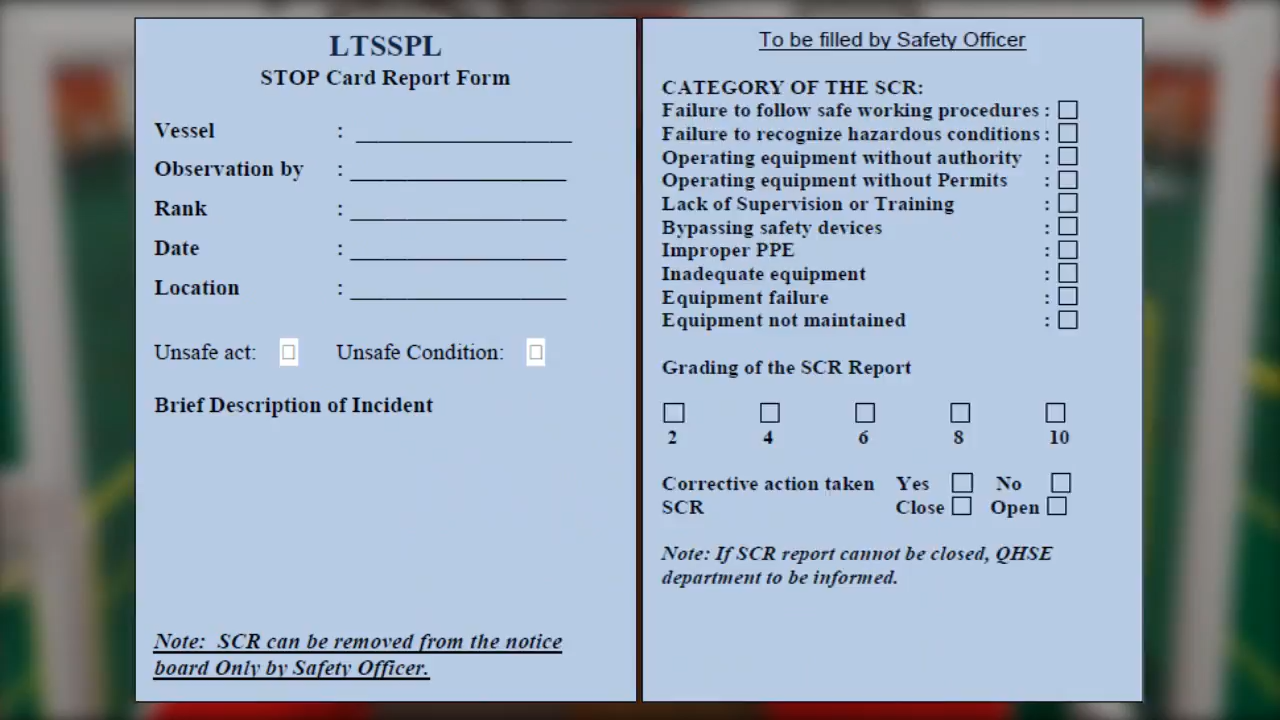 LTSSPL
STOP Card Report Form
Vessel : ____________________
Observation by : ____________________
Rank : ____________________
Date : ____________________
Location : ____________________
Unsafe act: □ Unsafe Condition: □
Brief Description of Incident
Note: SCR can be removed from the notice
board Only by Safety Officer.
To be filled by Safety Officer
CATEGORY OF THE SCR:
Failure to follow safe working procedures : □
Failure to recognize hazardous conditions : □
Operating equipment without authority : □
Operating equipment without Permits : □
Lack of Supervision or Training : □
Bypassing safety devices : □
Improper PPE : □
Inadequate equipment : □
Equipment failure : □
Equipment not maintained : □
Grading of the SCR Report
□ □ □ □ □
2 4 6 8 10
Corrective action taken Yes □ No □
SCR Close □ Open □
Note: If SCR report cannot be closed, QHSE
department to be informed.